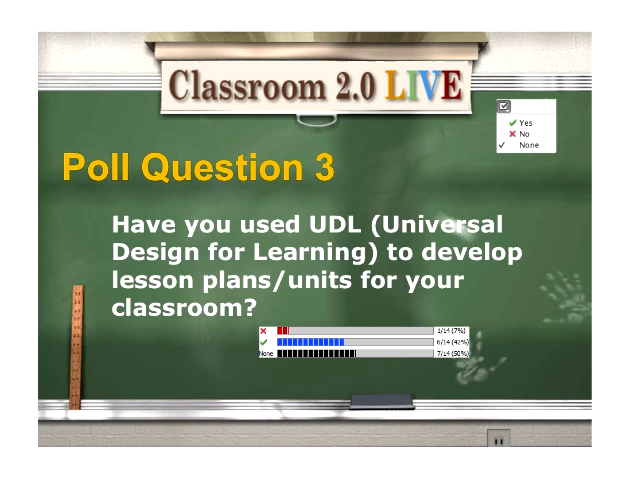 Classroom 2.0 LIVE
Yes
No
None
Poll Question 3
Have you used UDL (Universal
Design for Learning) to develop
lesson plans/units for your
classroom?
1/14 (7%)
6/14 (42%)
None 7/14 (50%)